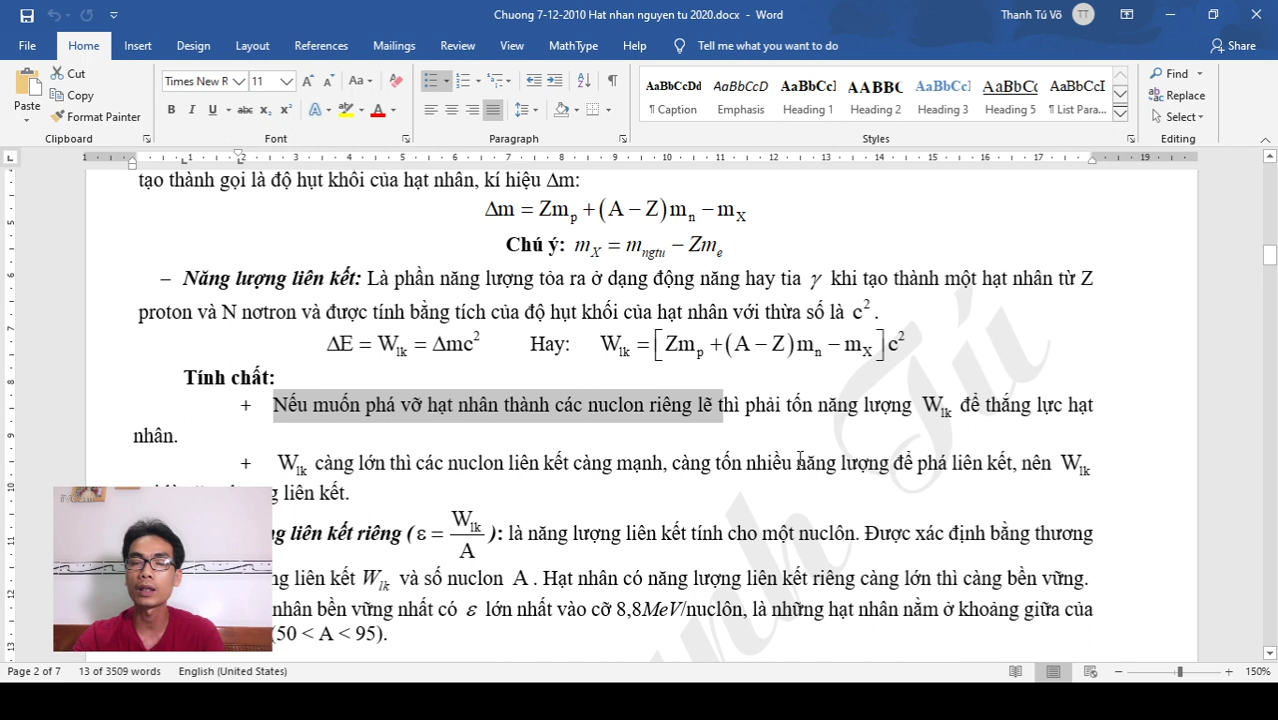 Chuong 7-12-2010 Hat nhan nguyen tu 2020.docx - Word
Thanh Tú Võ TT
File Home Insert Design Layout References Mailings Review View MathType Help Tell me what you want to do Share
Paste Cut Copy Format Painter
Times New R 11
AaBbCcDd AaBbCcD AaBbCcI AABBC AaBbCcI AaBbCc AaBbCcI
¶ Caption Emphasis Heading 1 Heading 2 Heading 3 Heading 5 ¶ List Para...
Find Replace Select
Clipboard Font Paragraph Styles Editing
tạo thành gọi là độ hụt khôi của hạt nhân, kí hiệu Δm:
Δm = Zm_p + (A − Z)m_n − m_X
Chú ý: m_X = m_ngtu − Zm_e
− Năng lượng liên kết: Là phần năng lượng tỏa ra ở dạng động năng hay tia γ khi tạo thành một hạt nhân từ Z
proton và N nơtron và được tính bằng tích của độ hụt khối của hạt nhân với thừa số là c².
ΔE = W_lk = Δmc² Hay: W_lk = [Zm_p + (A − Z)m_n − m_X]c²
Tính chất:
+ Nếu muốn phá vỡ hạt nhân thành các nuclon riêng lẽ thì phải tốn năng lượng W_lk để thắng lực hạt
nhân.
+ W_lk càng lớn thì các nuclon liên kết càng mạnh, càng tốn nhiều năng lượng để phá liên kết, nên W_lk
liên kết.
ng liên kết riêng (ε = W_lk/A): là năng lượng liên kết tính cho một nuclôn. Được xác định bằng thương
ng liên kết W_lk và số nuclon A. Hạt nhân có năng lượng liên kết riêng càng lớn thì càng bền vững.
nhân bền vững nhất có ε lớn nhất vào cỡ 8,8MeV/nuclôn, là những hạt nhân nằm ở khoảng giữa của
(50 < A < 95).
Page 2 of 7 13 of 3509 words English (United States) 150%